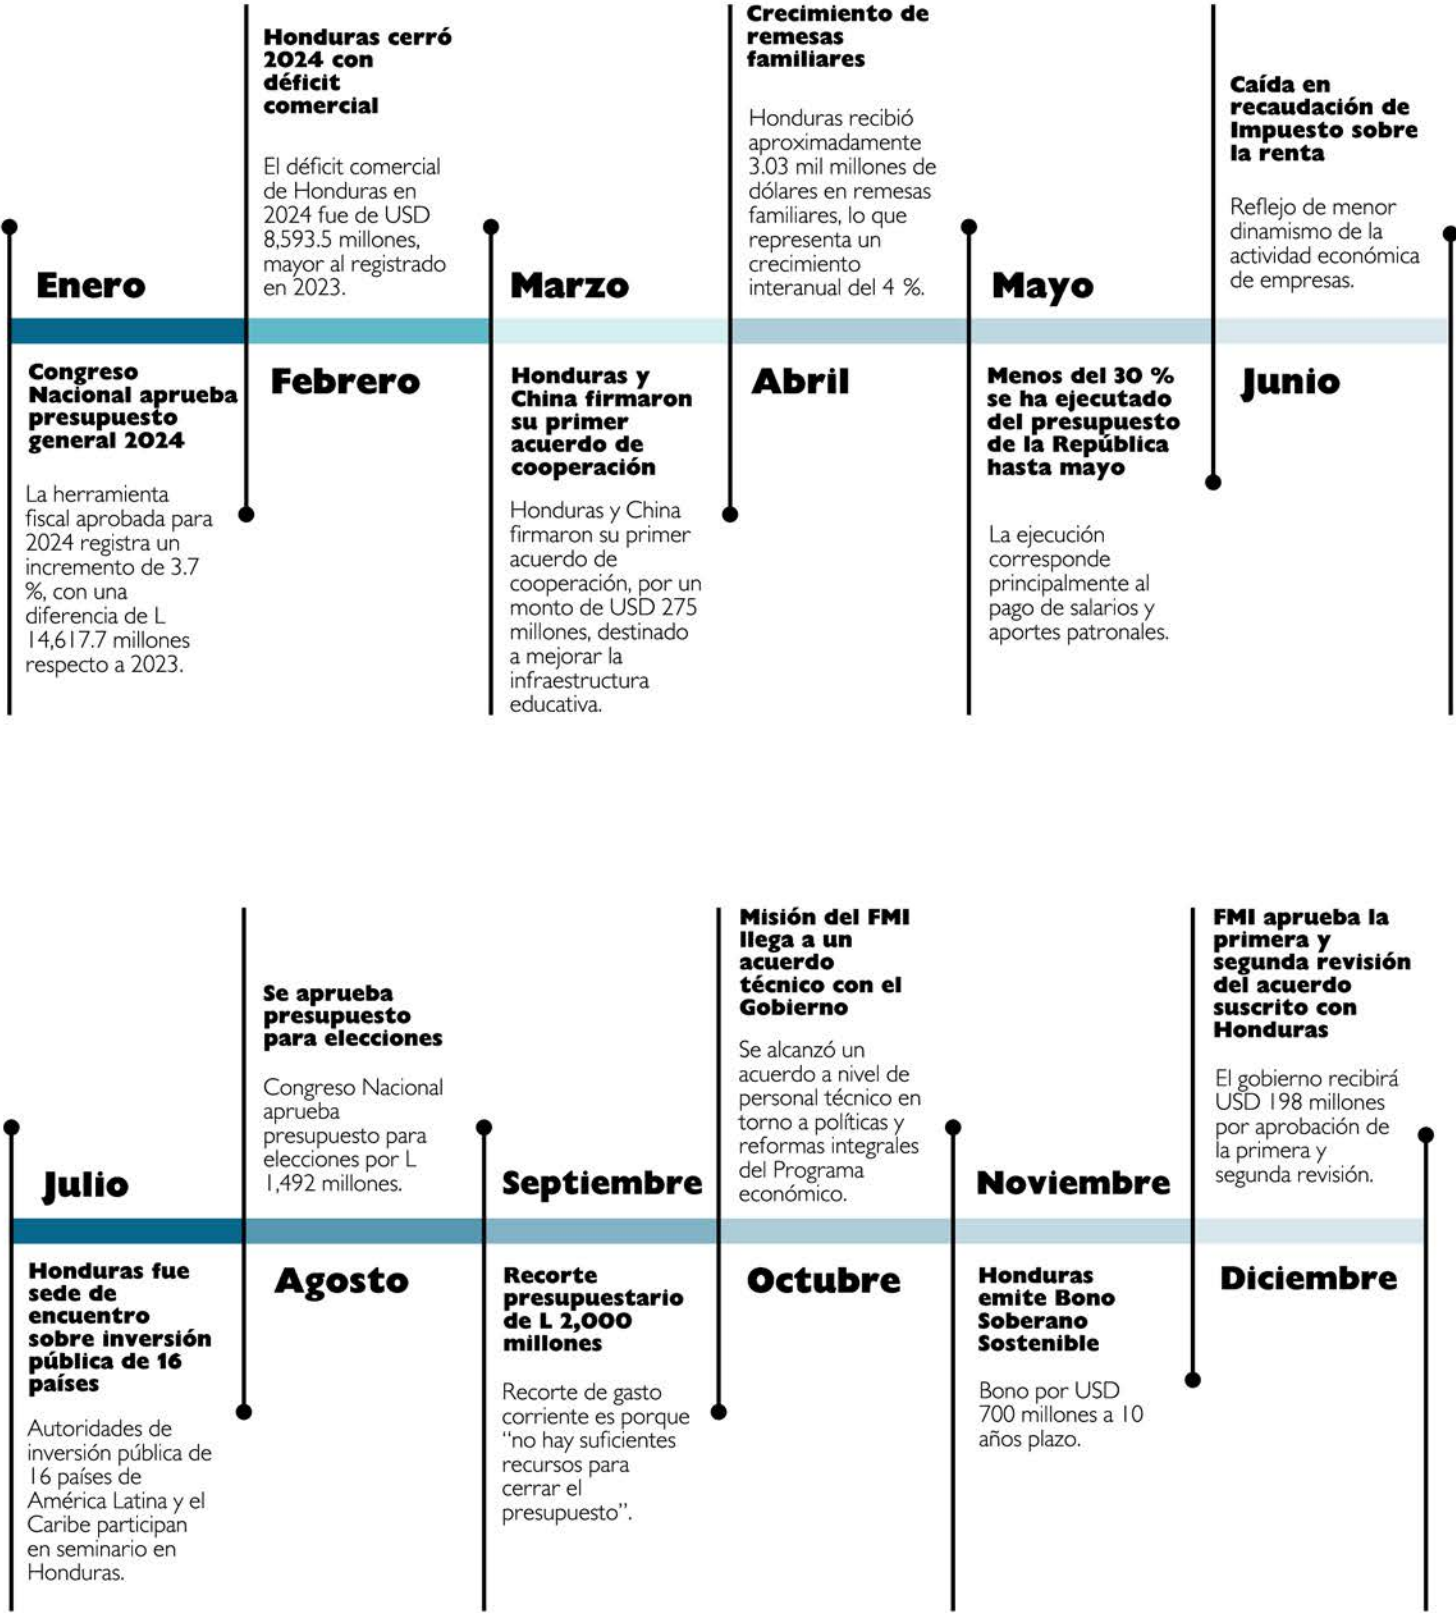 Enero
Congreso
Nacional aprueba
presupuesto
general 2024
La herramienta
fiscal aprobada para
2024 registra un
incremento de 3.7
%, con una
diferencia de L
14,617.7 millones
respecto a 2023.
Honduras cerró
2024 con
déficit
comercial
El déficit comercial
de Honduras en
2024 fue de USD
8,593.5 millones,
mayor al registrado
en 2023.
Febrero
Marzo
Honduras y
China firmaron
su primer
acuerdo de
cooperación
Honduras y China
firmaron su primer
acuerdo de
cooperación, por un
monto de USD 275
millones, destinado
a mejorar la
infraestructura
educativa.
Crecimiento de
remesas
familiares
Honduras recibió
aproximadamente
3.03 mil millones de
dólares en remesas
familiares, lo que
representa un
crecimiento
interanual del 4 %.
Abril
Mayo
Menos del 30 %
se ha ejecutado
del presupuesto
de la República
hasta mayo
La ejecución
corresponde
principalmente al
pago de salarios y
aportes patronales.
Caída en
recaudación de
Impuesto sobre
la renta
Reflejo de menor
dinamismo de la
actividad económica
de empresas.
Junio
Julio
Honduras fue
sede de
encuentro
sobre inversión
pública de 16
países
Autoridades de
inversión pública de
16 países de
América Latina y el
Caribe participan
en seminario en
Honduras.
Se aprueba
presupuesto
para elecciones
Congreso Nacional
aprueba
presupuesto para
elecciones por L
1,492 millones.
Agosto
Septiembre
Recorte
presupuestario
de L 2,000
millones
Recorte de gasto
corriente es porque
“no hay suficientes
recursos para
cerrar el
presupuesto”.
Misión del FMI
llega a un
acuerdo
técnico con el
Gobierno
Se alcanzó un
acuerdo a nivel de
personal técnico en
torno a políticas y
reformas integrales
del Programa
económico.
Octubre
Noviembre
Honduras
emite Bono
Soberano
Sostenible
Bono por USD
700 millones a 10
años plazo.
FMI aprueba la
primera y
segunda revisión
del acuerdo
suscrito con
Honduras
El gobierno recibirá
USD 198 millones
por aprobación de
la primera y
segunda revisión.
Diciembre